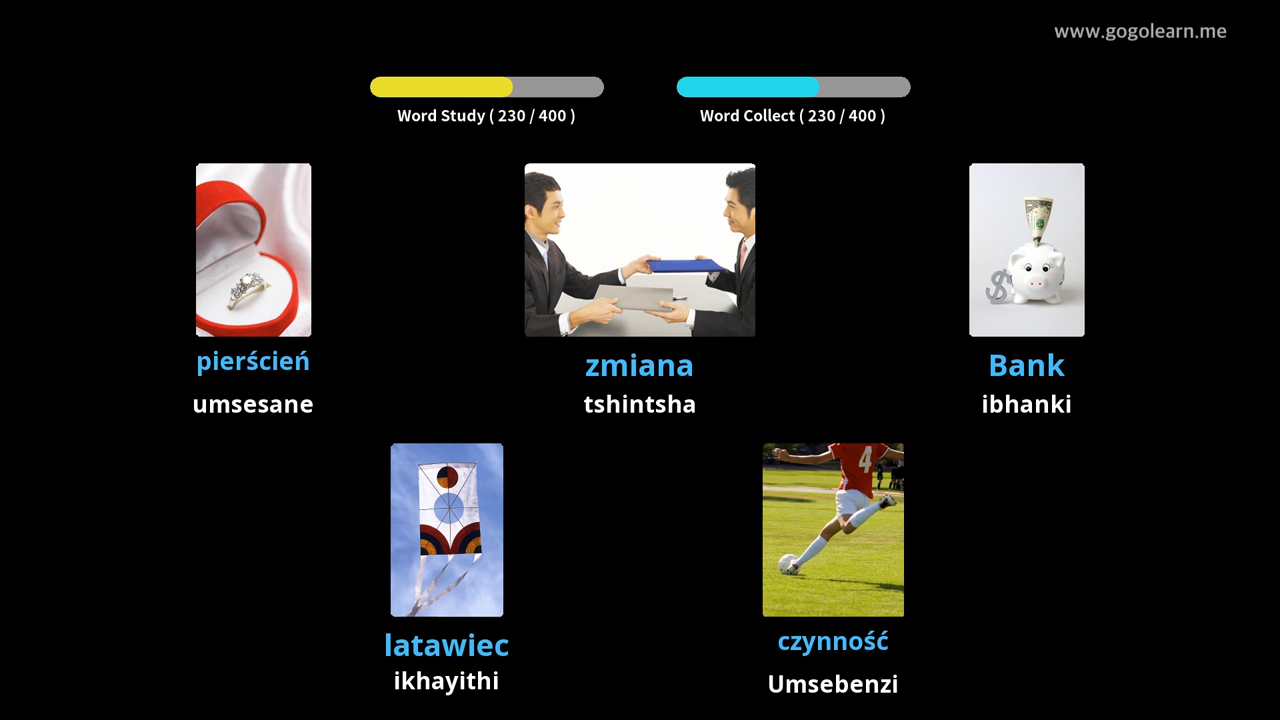 www.gogolearn.me
Word Study ( 230 / 400 )
Word Collect ( 230 / 400 )
pierścień
umsesane
zmiana
tshintsha
Bank
ibhanki
latawiec
ikhayithi
4
czynność
Umsebenzi